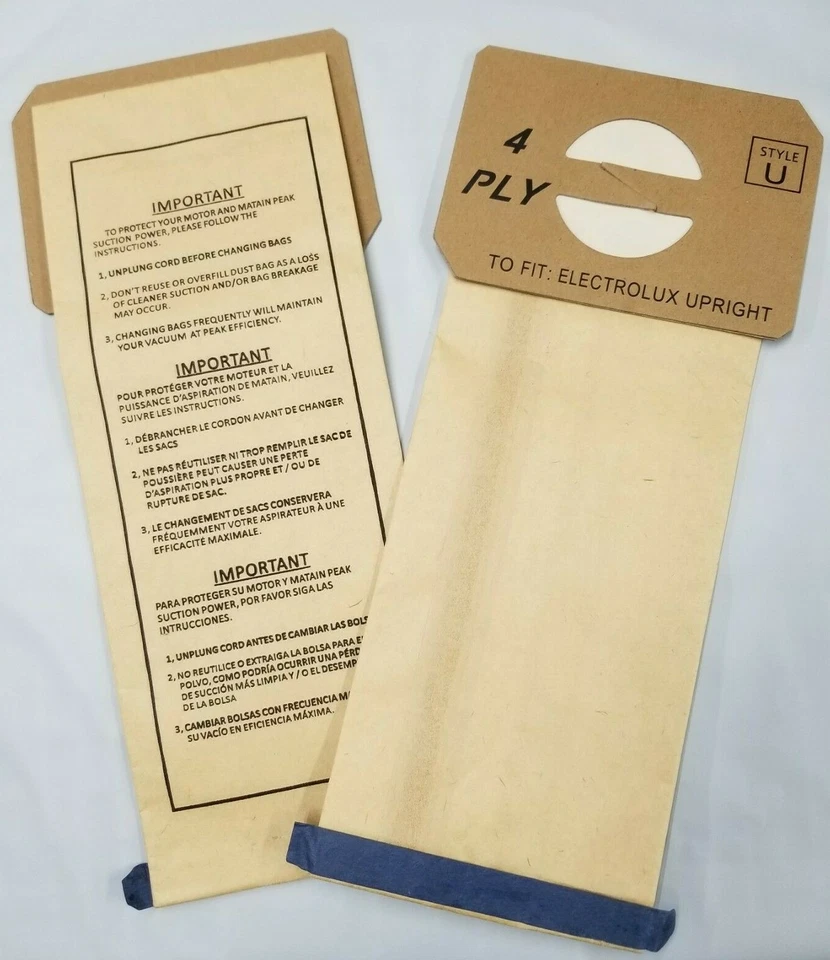 IMPORTANT
TO PROTECT YOUR MOTOR AND MATAIN PEAK
SUCTION POWER, PLEASE FOLLOW THE
INSTRUCTIONS.
1, UNPLUNG CORD BEFORE CHANGING BAGS
2, DON'T REUSE OR OVERFILL DUST BAG AS A LOSS
OF CLEANER SUCTION AND/OR BAG BREAKAGE
MAY OCCUR.
3, CHANGING BAGS FREQUENTLY WILL MAINTAIN
YOUR VACUUM AT PEAK EFFICIENCY.
IMPORTANT
POUR PROTÉGER VOTRE MOTEUR ET LA
PUISSANCE D'ASPIRATION DE MATAIN, VEUILLEZ
SUIVRE LES INSTRUCTIONS.
1, DÉBRANCHER LE CORDON AVANT DE CHANGER
LES SACS
2, NE PAS RÉUTILISER NI TROP REMPLIR LE SAC DE
POUSSIÈRE PEUT CAUSER UNE PERTE
D'ASPIRATION PLUS PROPRE ET / OU DE
RUPTURE DE SAC.
3, LE CHANGEMENT DE SACS CONSERVERA
FRÉQUEMMENT VOTRE ASPIRATEUR À UNE
EFFICACITÉ MAXIMALE.
IMPORTANT
PARA PROTEGER SU MOTOR Y MATAIN PEAK
SUCTION POWER, POR FAVOR SIGA LAS
INTRUCCIONES.
1, UNPLUNG CORD ANTES DE CAMBIAR LAS BOLS
2, NO REUTILICE O EXTRAIGA LA BOLSA PARA E
POLVO, COMO PODRÍA OCURRIR UNA PÉRD
DE SUCCIÓN MÁS LIMPIA Y / O EL DESEMP
DE LA BOLSA
3, CAMBIAR BOLSAS CON FRECUENCIA MA
SU VACÍO EN EFICIENCIA MÁXIMA.
4
PLY
STYLE
U
TO FIT: ELECTROLUX UPRIGHT